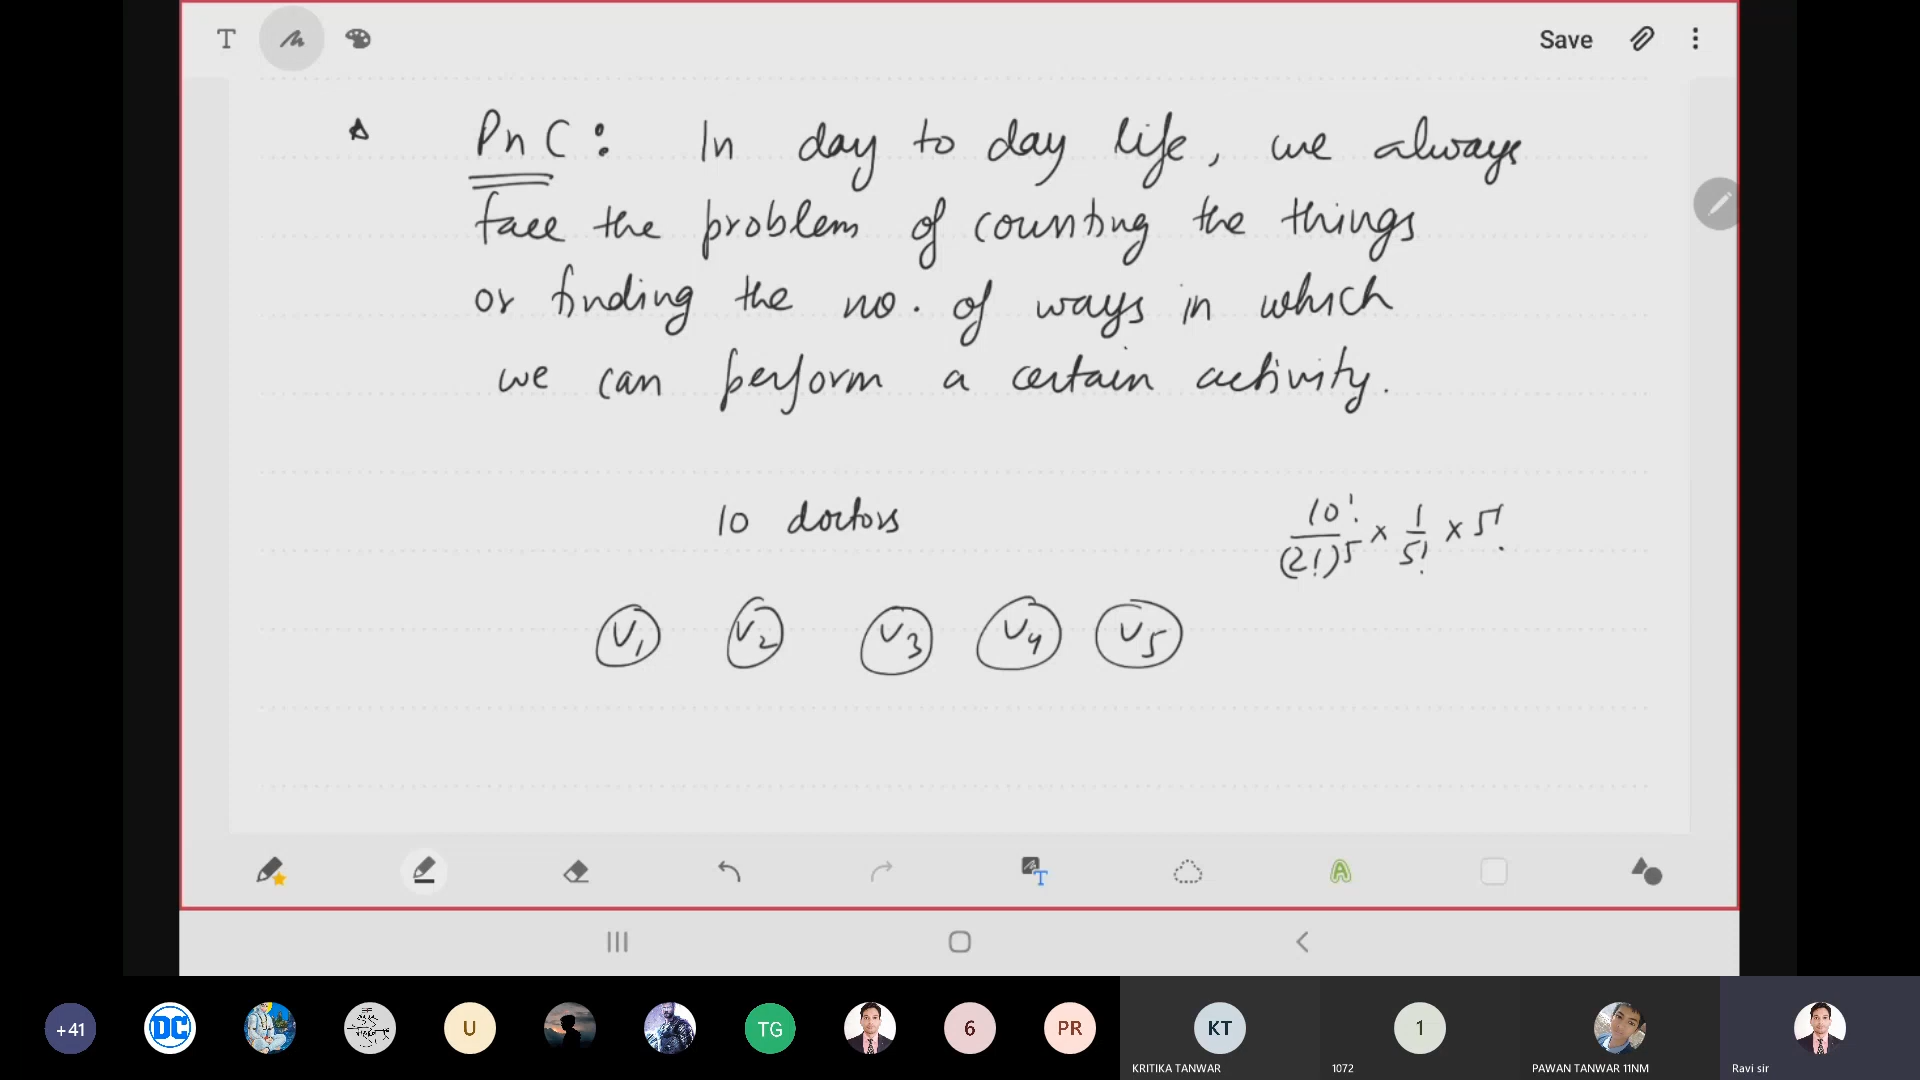 T Save
PnC: In day to day life, we always
face the problem of counting the things
or finding the no. of ways in which
we can perform a certain activity.
10 doctors
10!/(2!)^5 × 1/5! × 5!
V1 V2 V3 V4 V5
T A
+41 DC U TG 6 PR KT 1
KRITIKA TANWAR 1072 PAWAN TANWAR 11NM Ravi sir